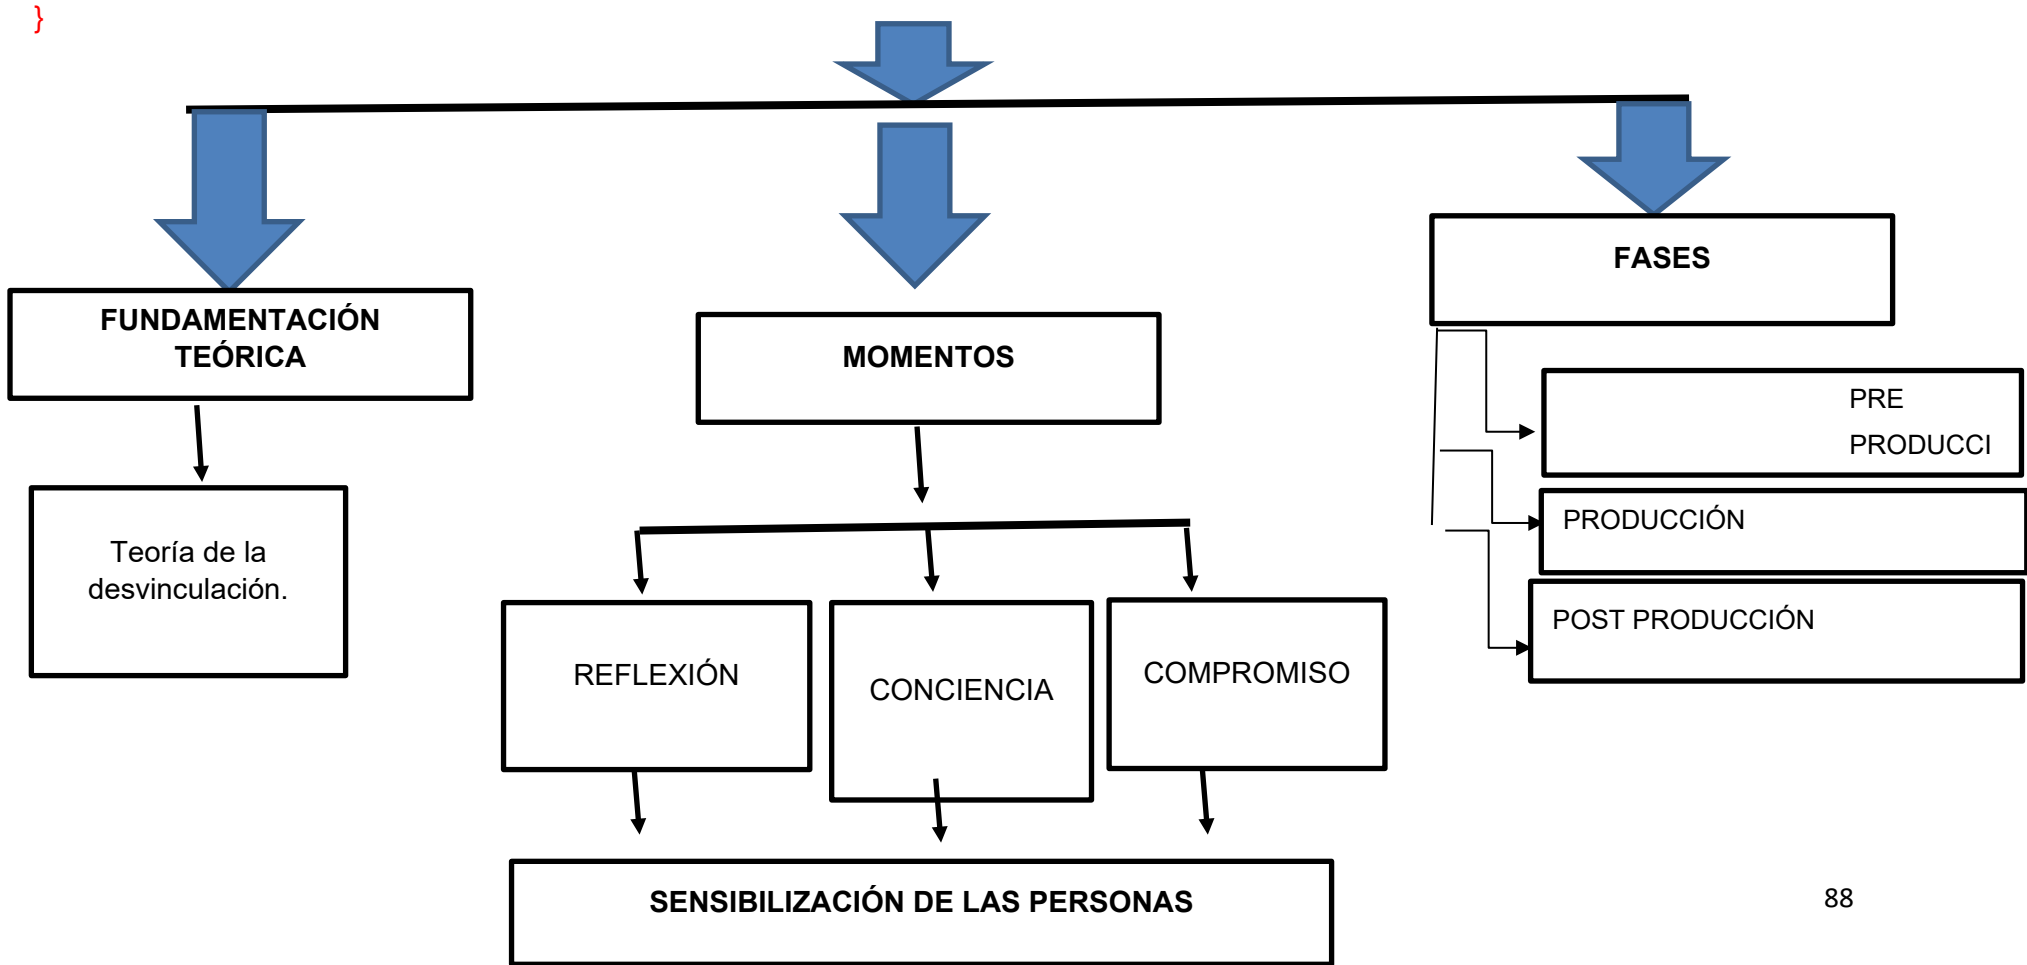 }
FUNDAMENTACIÓN
TEÓRICA
Teoría de la
desvinculación.
MOMENTOS
REFLEXIÓN
CONCIENCIA
COMPROMISO
SENSIBILIZACIÓN DE LAS PERSONAS
FASES
PRE
PRODUCCI
PRODUCCIÓN
POST PRODUCCIÓN
88